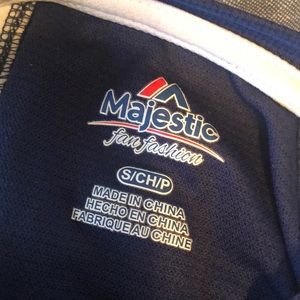 Majestic
fan fashion
S/CH/P
MADE IN CHINA
HECHO EN CHINA
FABRIQUE AU CHINE